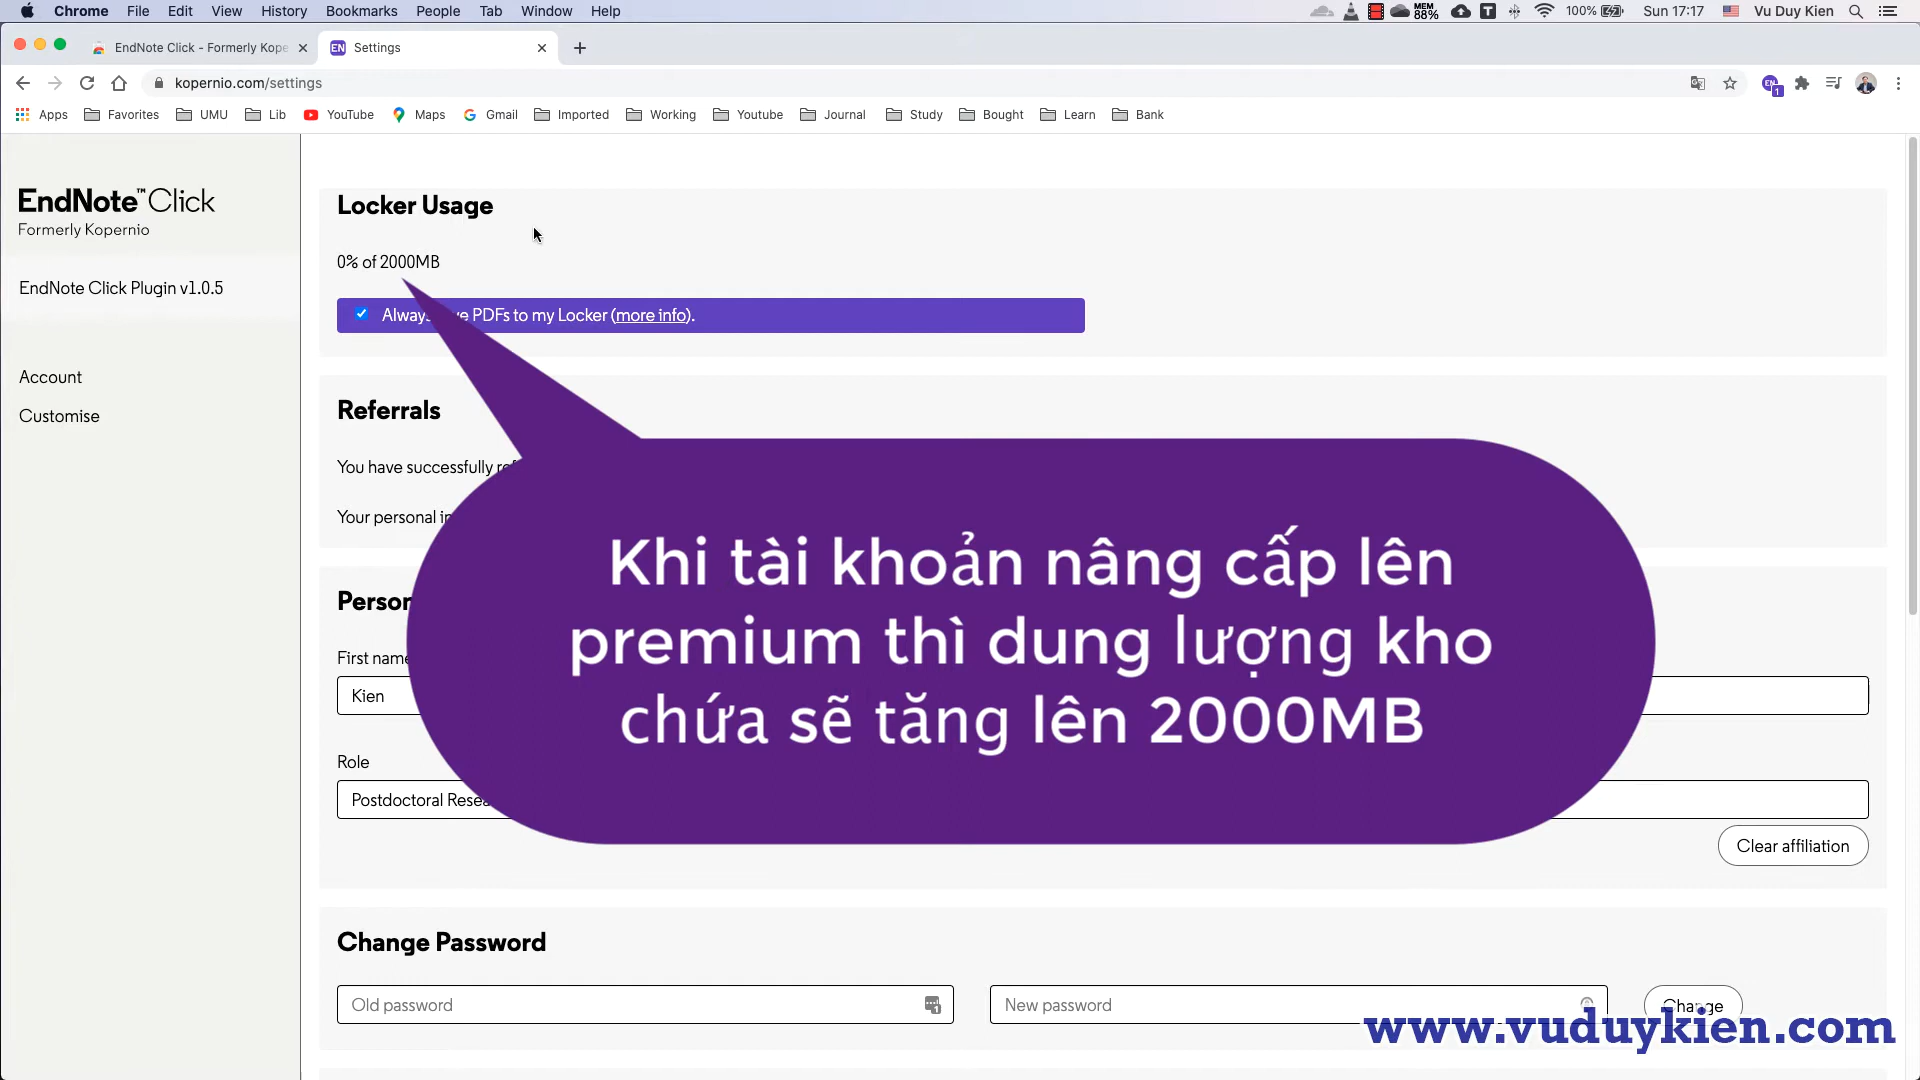 Chrome File Edit View History Bookmarks People Tab Window Help MEM 88% 100% Sun 17:17 Vu Duy Kien
EndNote Click - Formerly Kope
EN Settings
kopernio.com/settings
Apps Favorites UMU Lib YouTube Maps Gmail Imported Working Youtube Journal Study Bought Learn Bank
EndNote™ Click
Formerly Kopernio
EndNote Click Plugin v1.0.5
Account
Customise
Locker Usage
0% of 2000MB
PDFs to my Locker (more info).
Referrals
You have successfully
Your personal
Khi tài khoản nâng cấp lên
premium thì dung lượng kho
chứa sẽ tăng lên 2000MB
First name
Kien
Role
Postdoctoral
Clear affiliation
Change Password
Old password
New password
Change
www.vuduykien.com